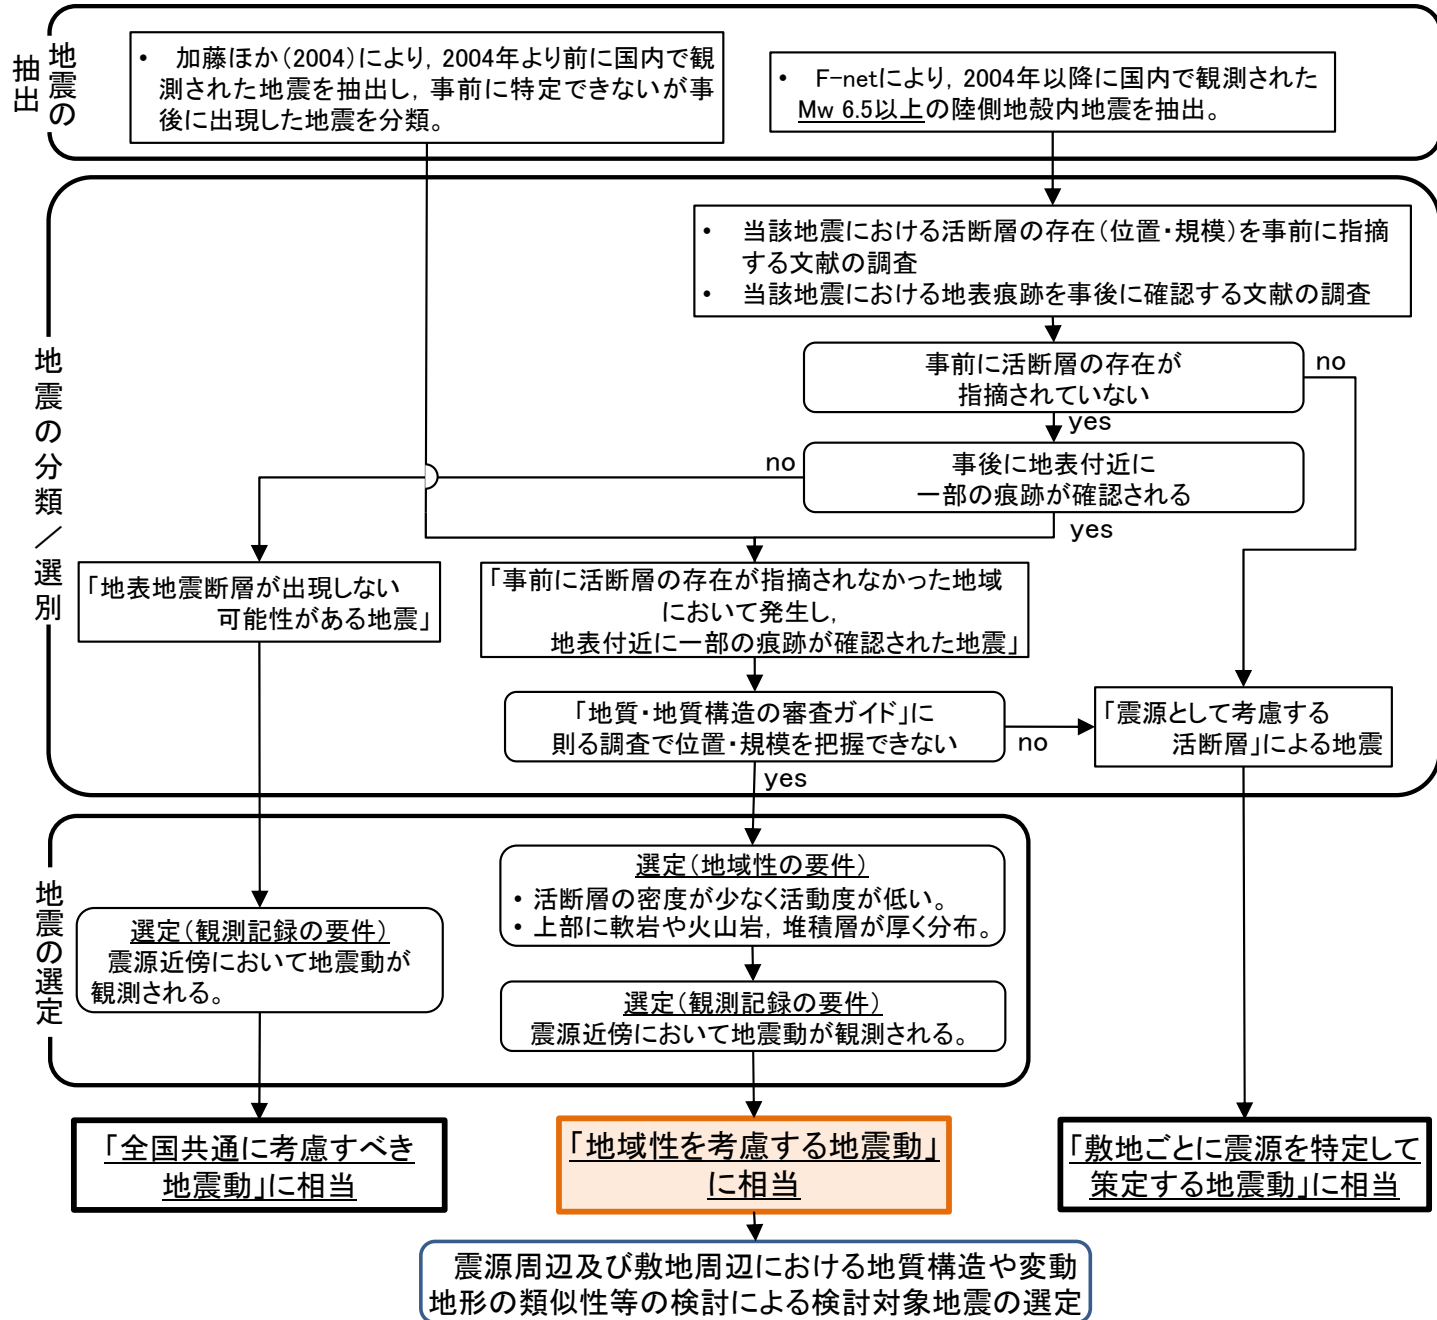 地震の
抽出
• 加藤ほか（2004）により，2004年より前に国内で観
測された地震を抽出し，事前に特定できないが事
後に出現した地震を分類。
• F-netにより，2004年以降に国内で観測された
Mw 6.5以上の陸側地殻内地震を抽出。
地震の分類／選別
• 当該地震における活断層の存在（位置・規模）を事前に指摘
する文献の調査
• 当該地震における地表痕跡を事後に確認する文献の調査
事前に活断層の存在が
指摘されていない
no
yes
事後に地表付近に
一部の痕跡が確認される
no
yes
「地表地震断層が出現しない
可能性がある地震」
「事前に活断層の存在が指摘されなかった地域
において発生し，
地表付近に一部の痕跡が確認された地震」
「地質・地質構造の審査ガイド」に
則る調査で位置・規模を把握できない
no
yes
「震源として考慮する
活断層」による地震
地震の選定
選定（観測記録の要件）
震源近傍において地震動が
観測される。
選定（地域性の要件）
• 活断層の密度が少なく活動度が低い。
• 上部に軟岩や火山岩，堆積層が厚く分布。
選定（観測記録の要件）
震源近傍において地震動が観測される。
「全国共通に考慮すべき
地震動」に相当
「地域性を考慮する地震動」
に相当
「敷地ごとに震源を特定して
策定する地震動」に相当
震源周辺及び敷地周辺における地質構造や変動
地形の類似性等の検討による検討対象地震の選定